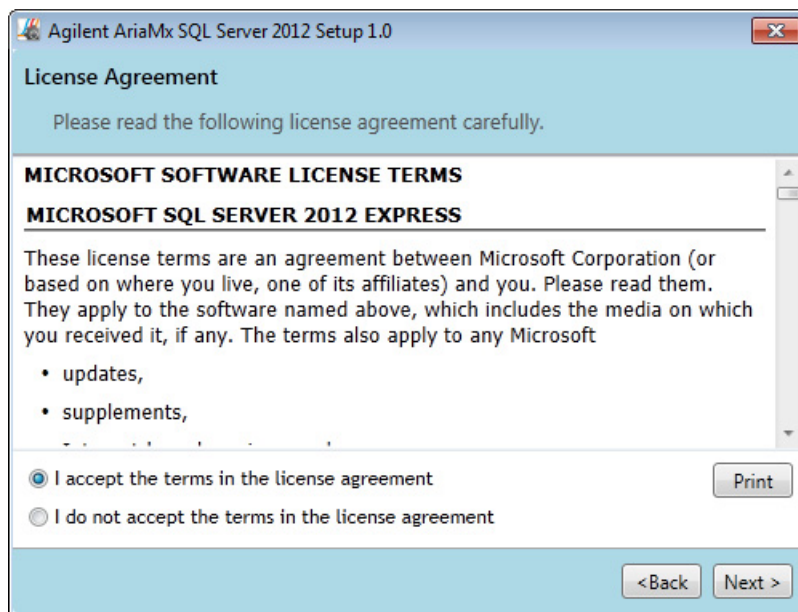 Agilent AriaMx SQL Server 2012 Setup 1.0
License Agreement
Please read the following license agreement carefully.
MICROSOFT SOFTWARE LICENSE TERMS
MICROSOFT SQL SERVER 2012 EXPRESS
These license terms are an agreement between Microsoft Corporation (or
based on where you live, one of its affiliates) and you. Please read them.
They apply to the software named above, which includes the media on which
you received it, if any. The terms also apply to any Microsoft
• updates,
• supplements,
I accept the terms in the license agreement
Print
I do not accept the terms in the license agreement
<Back
Next >